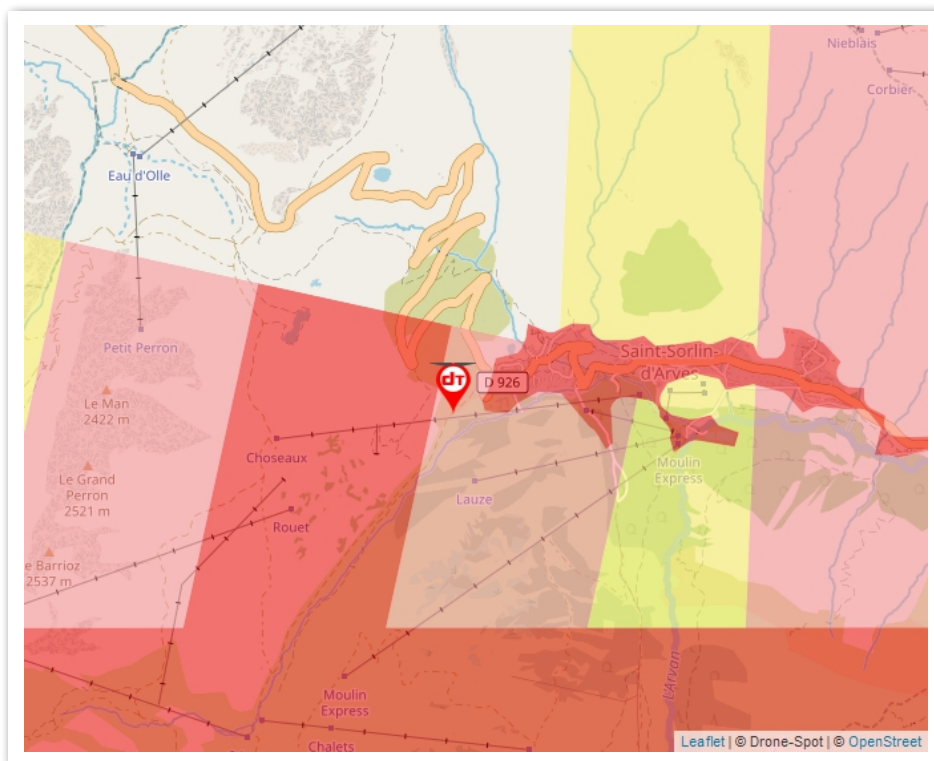 Nieblais
Corbier
Eau d'Olle
Petit Perron
Saint-Sorlin-
d'Arves
DT
D 926
Le Man
2422 m
Choseaux
Le Grand
Perron
2521 m
Moulin
Express
Lauze
Rouet
e Barrioz
2537 m
L'Arvan
Moulin
Express
Chalets
Leaflet | © Drone-Spot | © OpenStreet